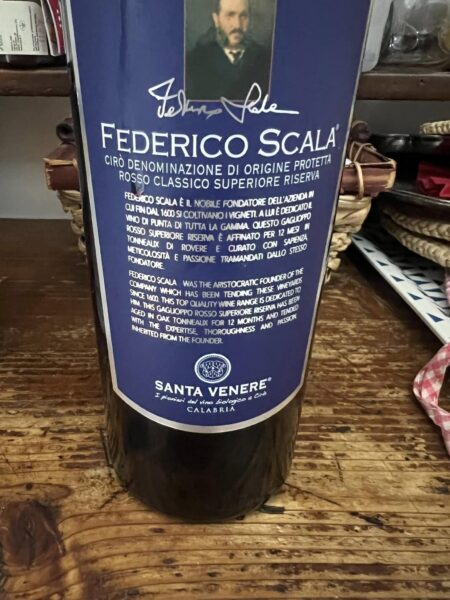 Federico Scala
FEDERICO SCALA®
CIRÒ DENOMINAZIONE DI ORIGINE PROTETTA
ROSSO CLASSICO SUPERIORE RISERVA
FEDERICO SCALA È IL NOBILE FONDATORE DELL'AZIENDA IN
CUI FIN DAL 1600 SI COLTIVANO I VIGNETI. A LUI È DEDICATO IL
VINO DI PUNTA DI TUTTA LA GAMMA. QUESTO GAGLIOPPO
ROSSO SUPERIORE RISERVA È AFFINATO PER 12 MESI IN
TONNEAUX DI ROVERE E CURATO CON SAPIENZA,
METICOLOSITÀ E PASSIONE TRAMANDATI DALLO STESSO
FONDATORE.
FEDERICO SCALA WAS THE ARISTOCRATIC FOUNDER OF THE
COMPANY WHICH HAS BEEN TENDING THESE VINEYARDS
SINCE 1600. THIS TOP QUALITY WINE RANGE IS DEDICATED TO
HIM. THIS GAGLIOPPO ROSSO SUPERIORE RISERVA HAS BEEN
AGED IN OAK TONNEAUX FOR 12 MONTHS AND TENDED
WITH THE EXPERTISE, THOROUGHNESS AND PASSION
INHERITED FROM THE FOUNDER.
SANTA VENERE®
I pionieri del vino biologico a Cirò
CALABRIA